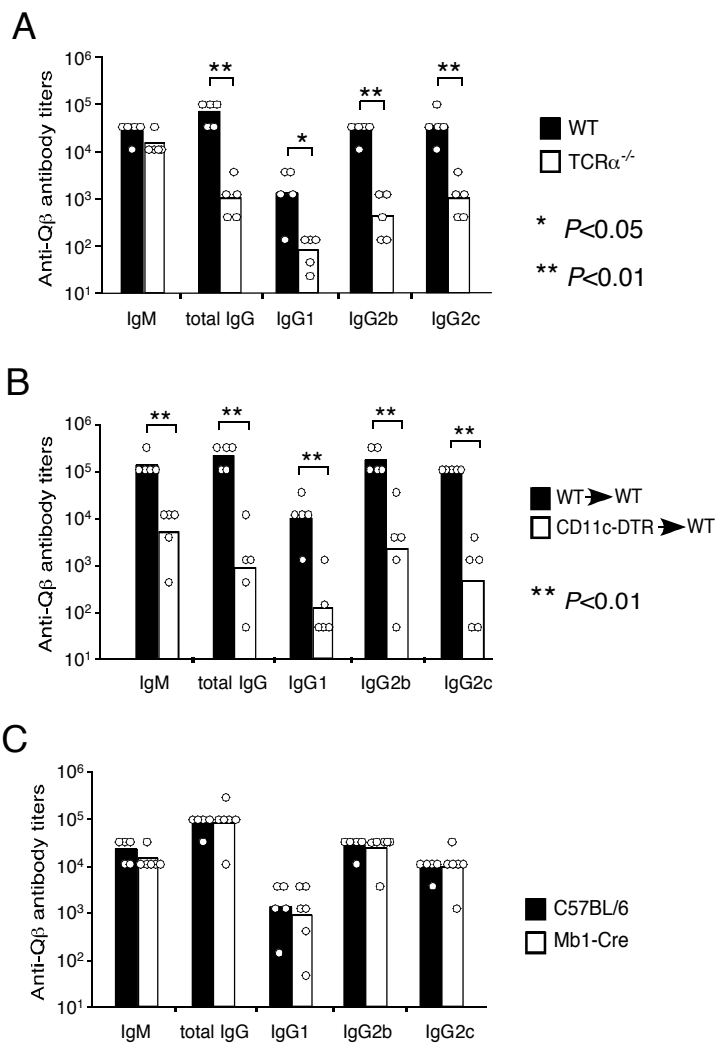 A
Anti-Qβ antibody titers
10⁶
10⁵
10⁴
10³
10²
10¹
**
*
**
**
IgM
total IgG
IgG1
IgG2b
IgG2c
WT
TCRα⁻/⁻
* P<0.05
** P<0.01
B
Anti-Qβ antibody titers
10⁶
10⁵
10⁴
10³
10²
10¹
**
**
**
**
**
IgM
total IgG
IgG1
IgG2b
IgG2c
WT➤WT
CD11c-DTR➤WT
** P<0.01
C
Anti-Qβ antibody titers
10⁶
10⁵
10⁴
10³
10²
10¹
IgM
total IgG
IgG1
IgG2b
IgG2c
C57BL/6
Mb1-Cre